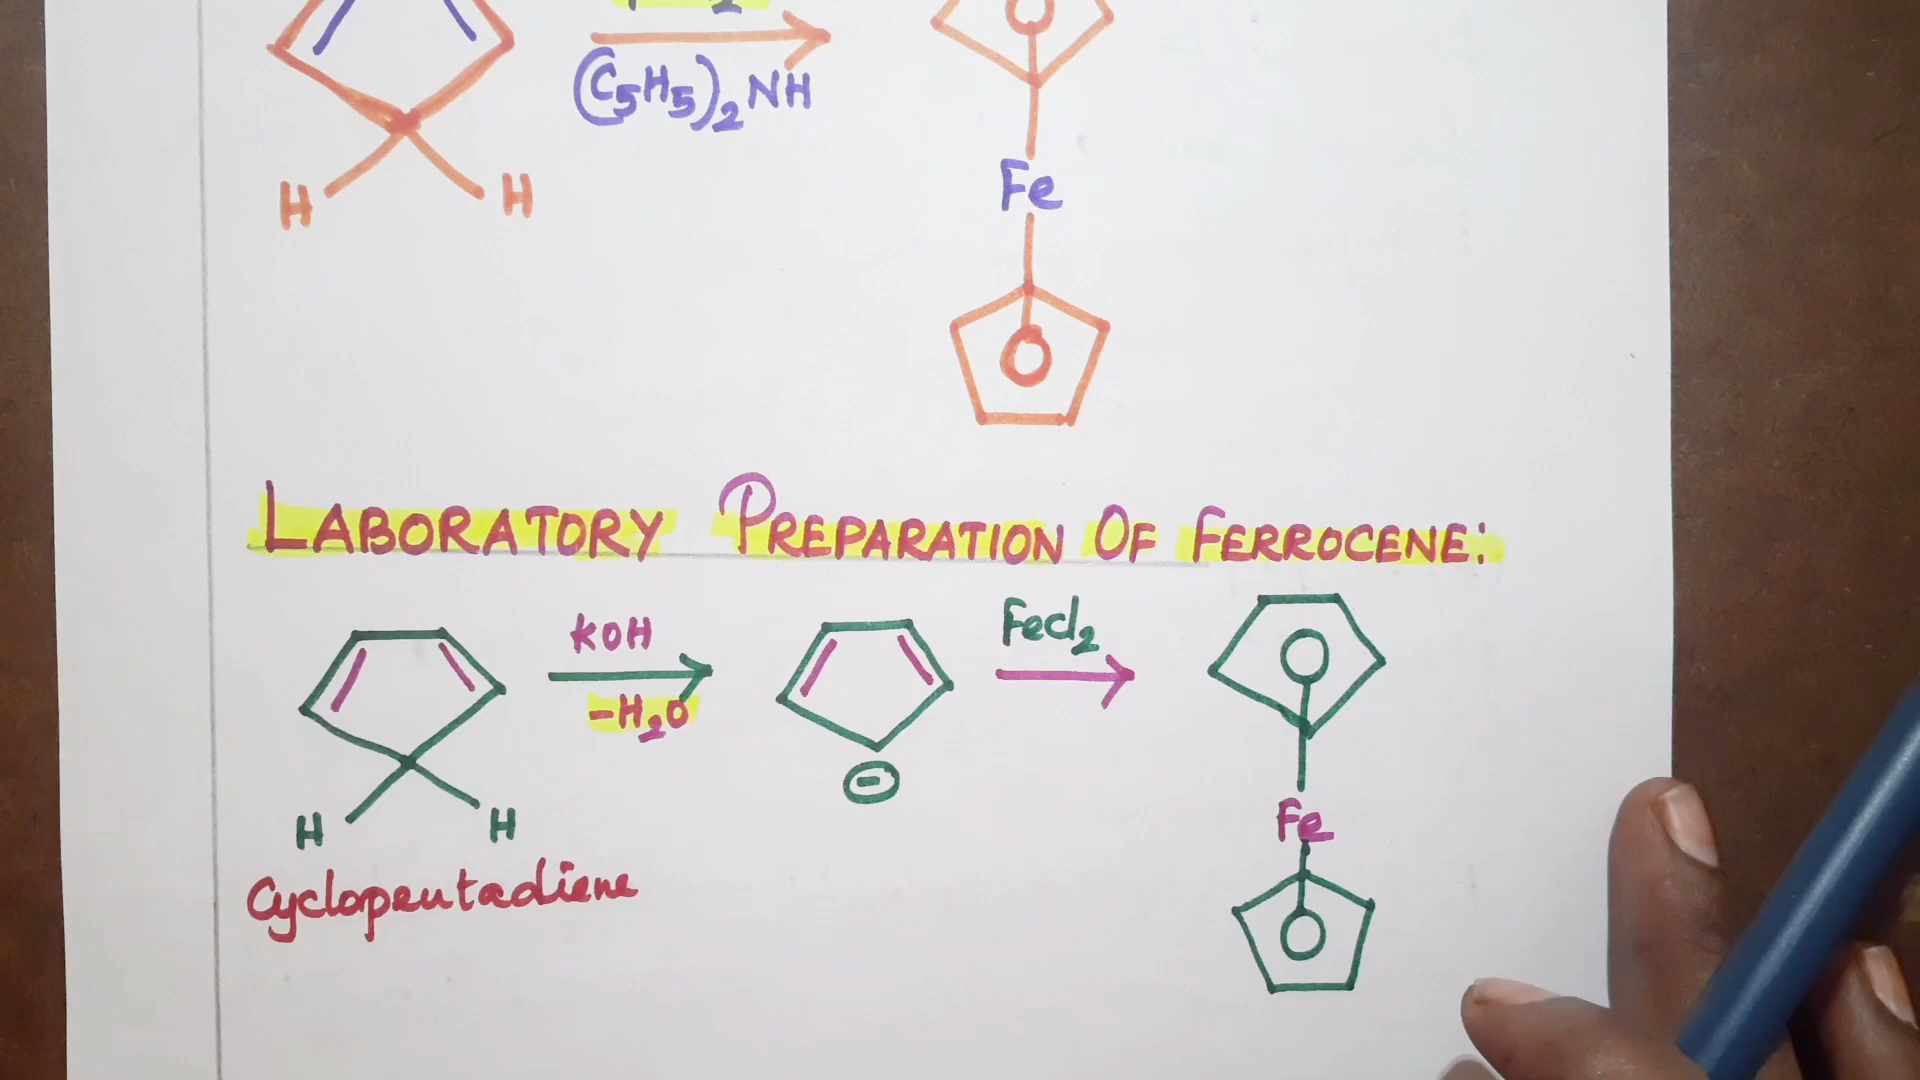 (C₅H₅)₂NH
H H
Fe
LABORATORY PREPARATION OF FERROCENE:
KOH FeCl₂
-H₂O
⊖
H H
Fe
Cyclopentadiene